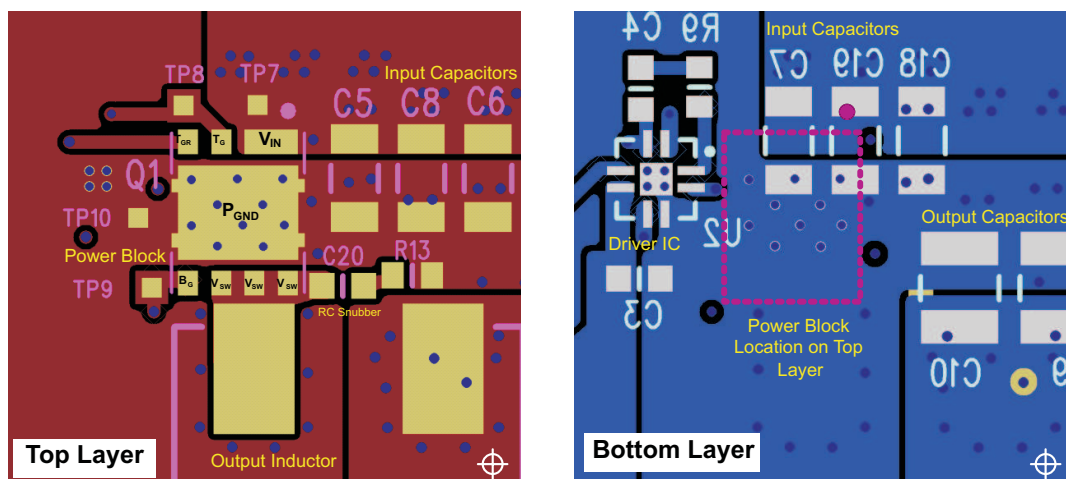 Input Capacitors
TP8
TP7
C5
C8
C6
TGR
TG
VIN
Q1
PGND
TP10
Power Block
C20
R13
TP9
BG
VSW
VSW
VSW
RC Snubber
Output Inductor
Top Layer
C4
R9
Input Capacitors
C7
C19
C18
U2
Driver IC
Output Capacitors
C3
Power Block
Location on Top
Layer
C10
9
Bottom Layer